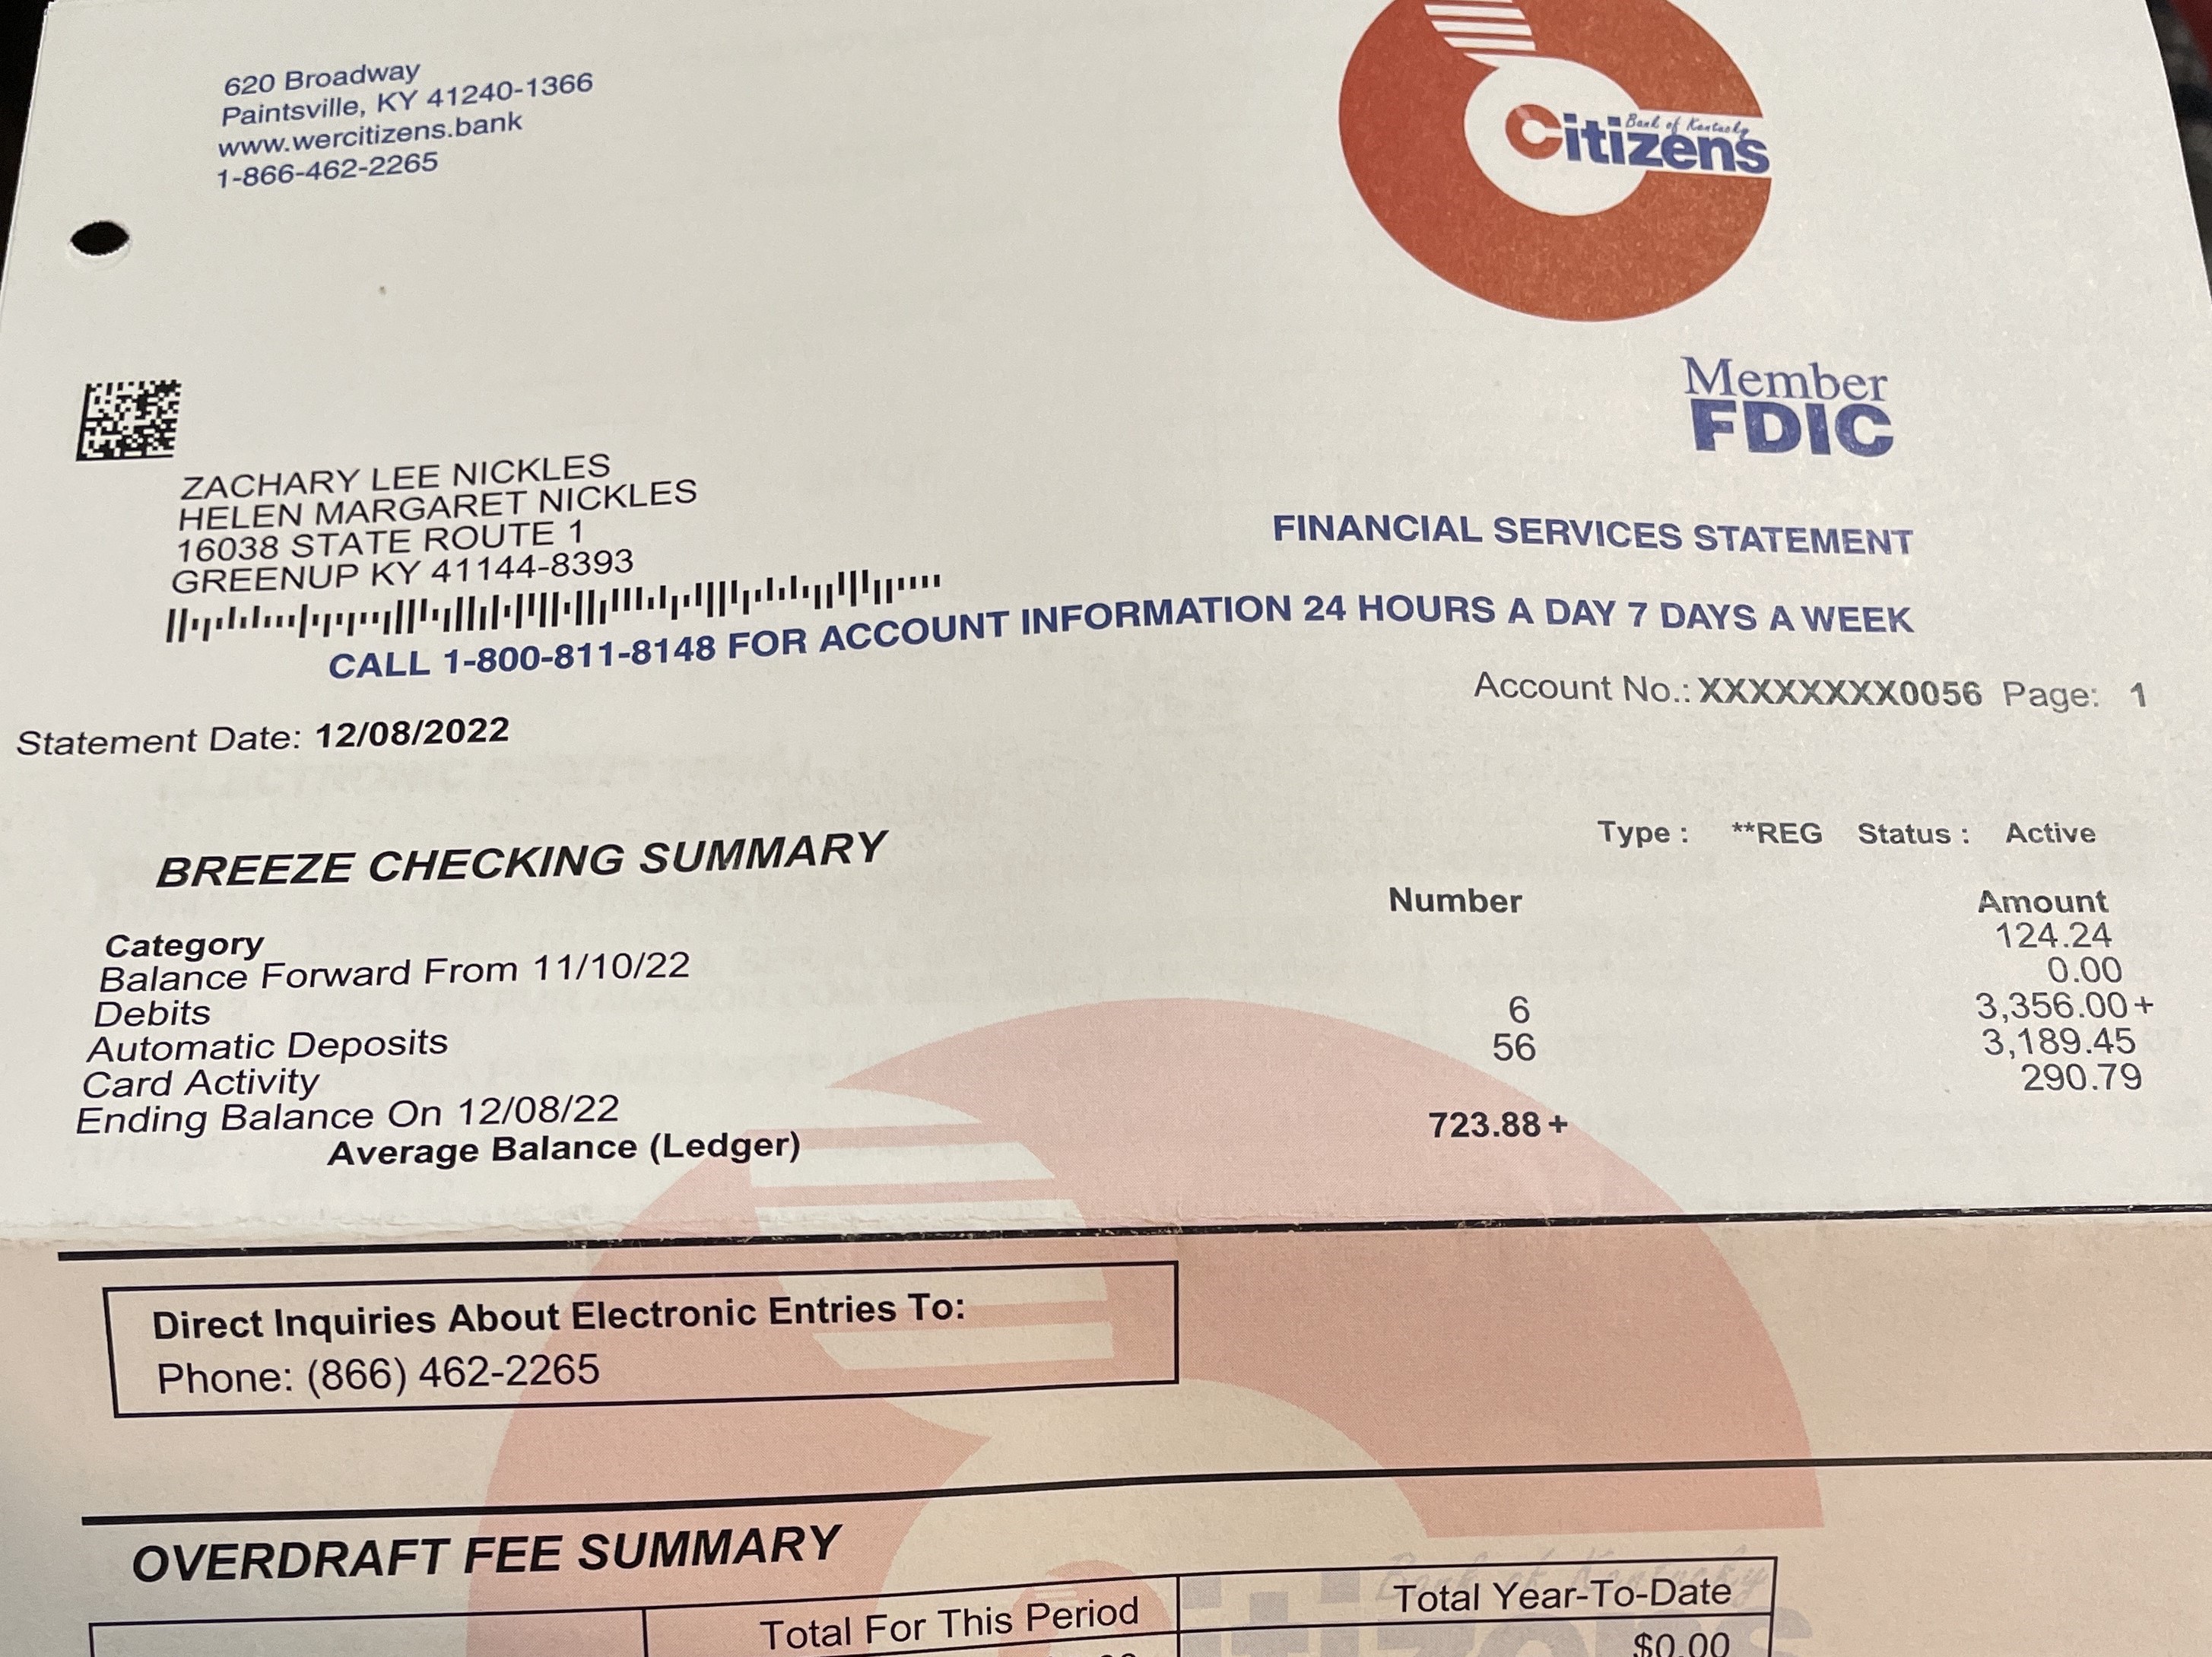 620 Broadway
Paintsville, KY 41240-1366
www.wercitizens.bank
1-866-462-2265
Bank of Kentucky
Citizens
Member
FDIC
ZACHARY LEE NICKLES
HELEN MARGARET NICKLES
16038 STATE ROUTE 1
GREENUP KY 41144-8393
FINANCIAL SERVICES STATEMENT
CALL 1-800-811-8148 FOR ACCOUNT INFORMATION 24 HOURS A DAY 7 DAYS A WEEK
Account No.: XXXXXXXX0056 Page: 1
Statement Date: 12/08/2022
BREEZE CHECKING SUMMARY
Type : **REG Status : Active
Category Number Amount
Balance Forward From 11/10/22 124.24
Debits 0.00
Automatic Deposits 6 3,356.00+
Card Activity 56 3,189.45
Ending Balance On 12/08/22 290.79
Average Balance (Ledger) 723.88+
Direct Inquiries About Electronic Entries To:
Phone: (866) 462-2265
OVERDRAFT FEE SUMMARY
Bank of Kentucky
Total For This Period Total Year-To-Date
$0.00